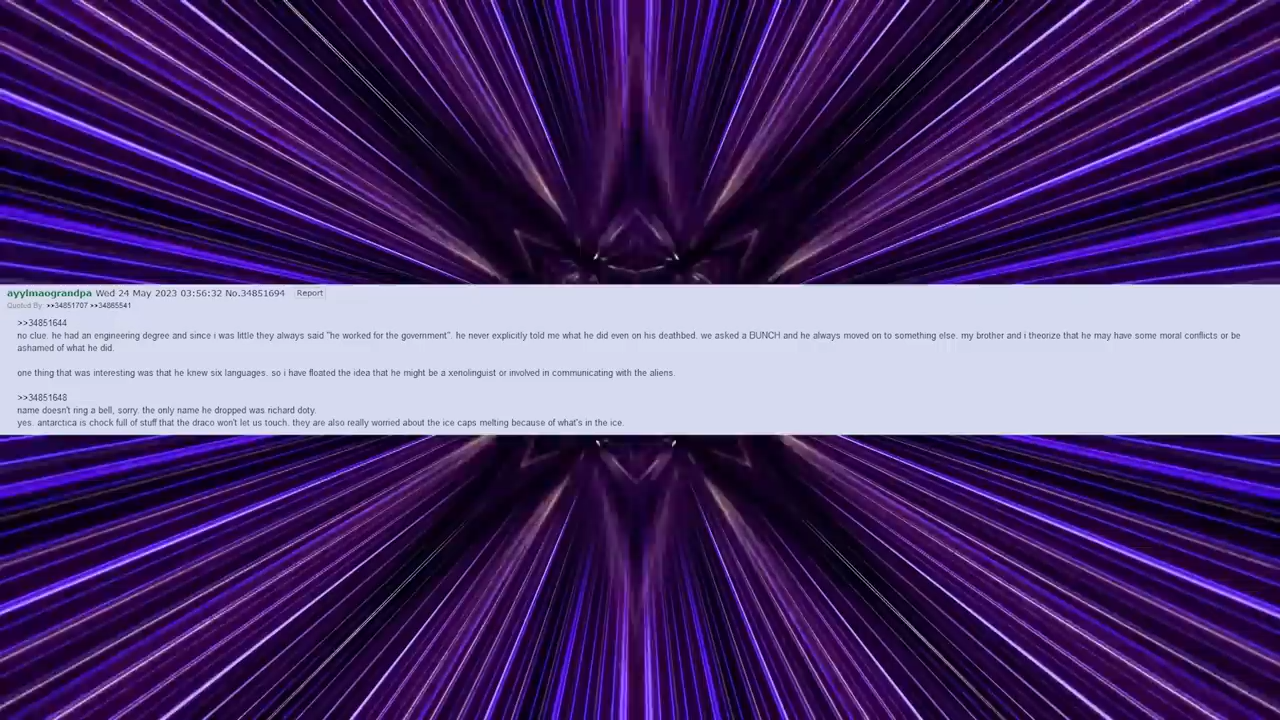 ayylmaograndpa Wed 24 May 2023 03:56:32 No.34851694 Report
Quoted By: >>34851707 >>34865541
>>34851644
no clue. he had an engineering degree and since i was little they always said "he worked for the government". he never explicitly told me what he did even on his deathbed. we asked a BUNCH and he always moved on to something else. my brother and i theorize that he may have some moral conflicts or be
ashamed of what he did.
one thing that was interesting was that he knew six languages. so i have floated the idea that he might be a xenolinguist or involved in communicating with the aliens.
>>34851648
name doesn't ring a bell, sorry. the only name he dropped was richard doty.
yes. antarctica is chock full of stuff that the draco won't let us touch. they are also really worried about the ice caps melting because of what's in the ice.